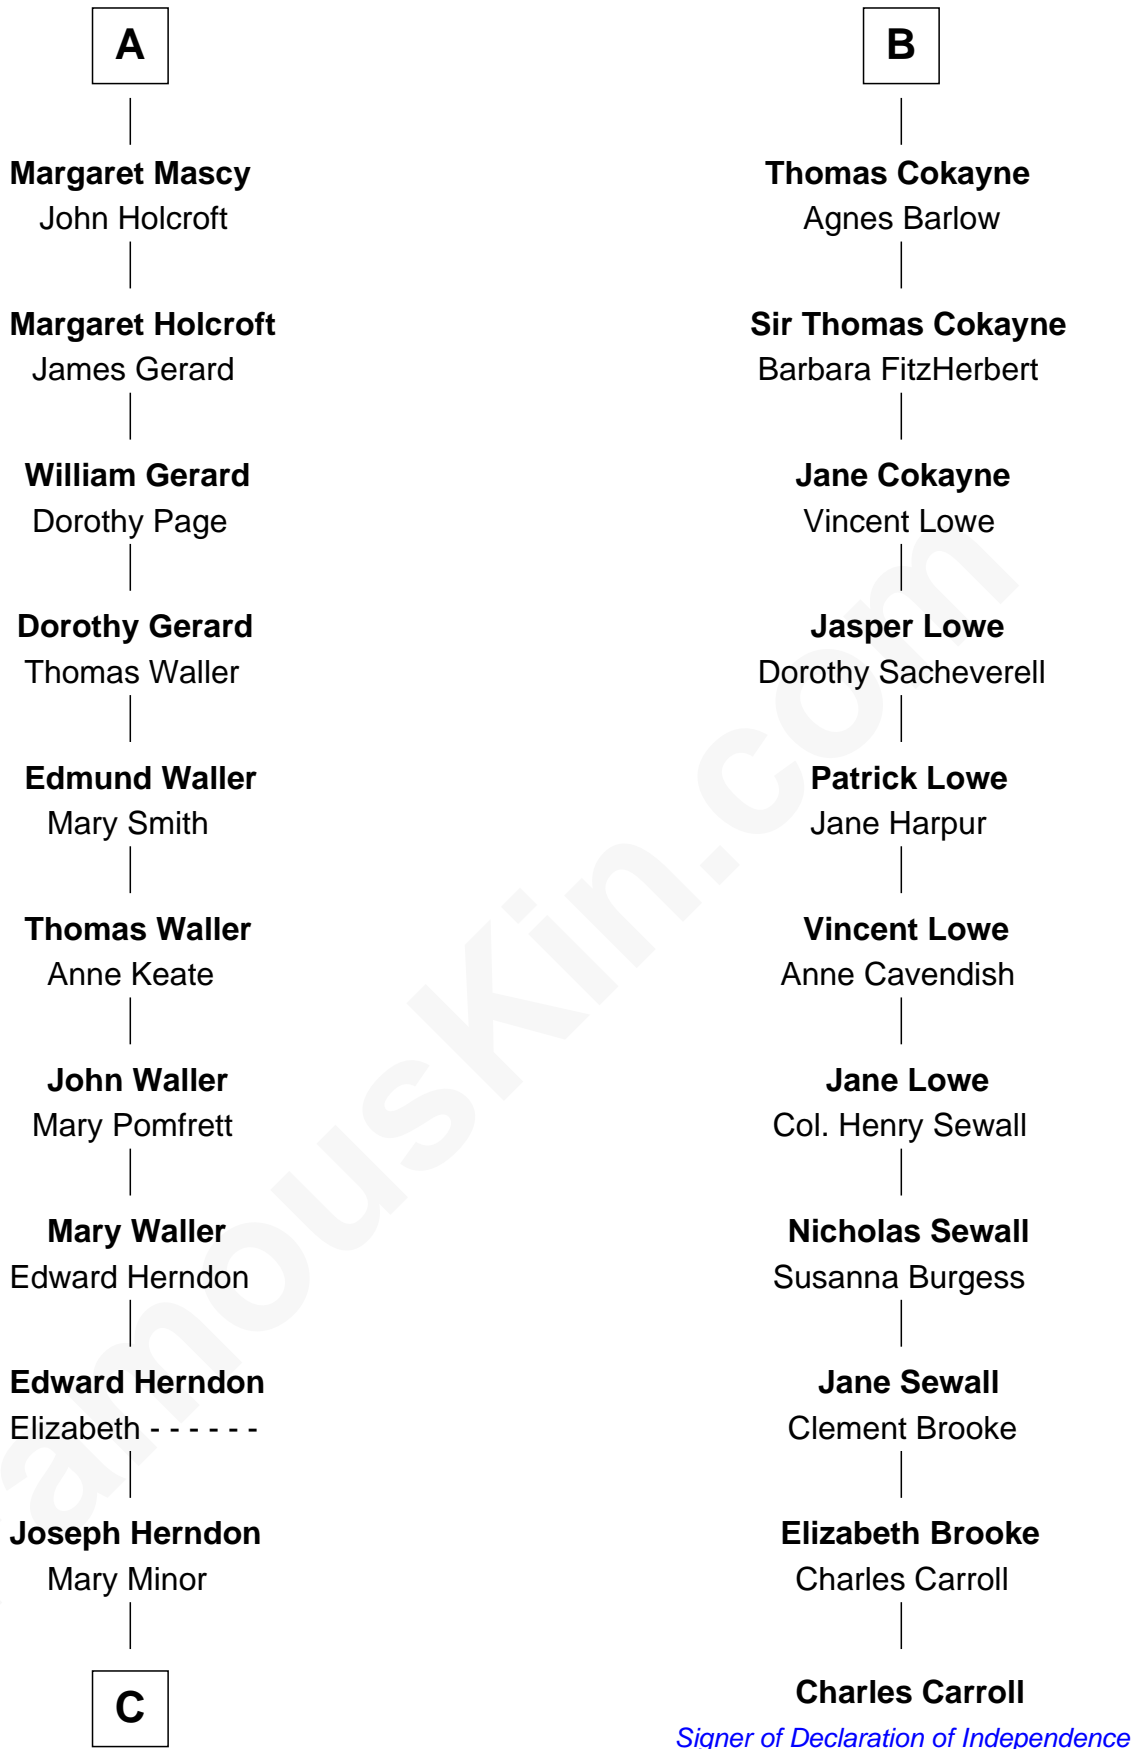 A
Margaret Mascy
John Holcroft
Margaret Holcroft
James Gerard
William Gerard
Dorothy Page
Dorothy Gerard
Thomas Waller
Edmund Waller
Mary Smith
Thomas Waller
Anne Keate
John Waller
Mary Pomfrett
Mary Waller
Edward Herndon
Edward Herndon
Elizabeth - - - - - -
Joseph Herndon
Mary Minor
C
B
Thomas Cokayne
Agnes Barlow
Sir Thomas Cokayne
Barbara FitzHerbert
Jane Cokayne
Vincent Lowe
Jasper Lowe
Dorothy Sacheverell
Patrick Lowe
Jane Harpur
Vincent Lowe
Anne Cavendish
Jane Lowe
Col. Henry Sewall
Nicholas Sewall
Susanna Burgess
Jane Sewall
Clement Brooke
Elizabeth Brooke
Charles Carroll
Charles Carroll
Signer of Declaration of Independence
amousKin.com